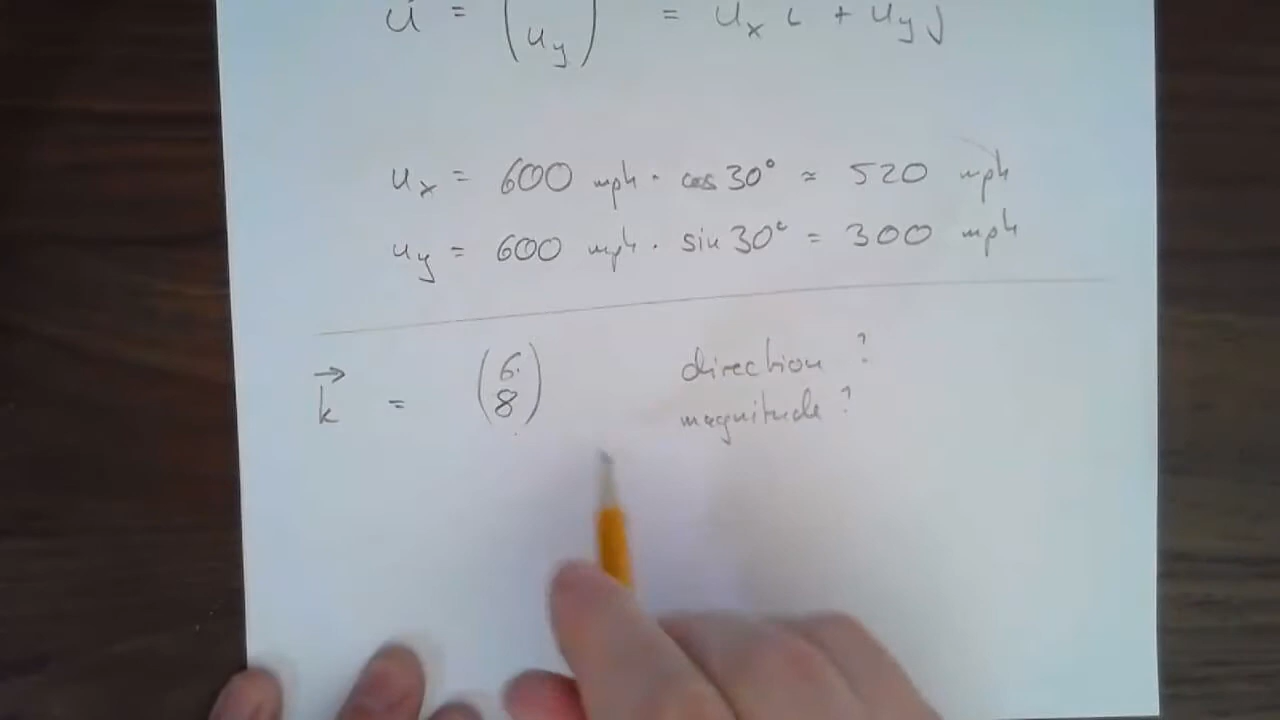 u⃗ = ( u_y ) = u_x i + u_y j
u_x = 600 mph · cos 30° ≈ 520 mph
u_y = 600 mph · sin 30° = 300 mph
k⃗ = (6 8) direction ?
magnitude ?